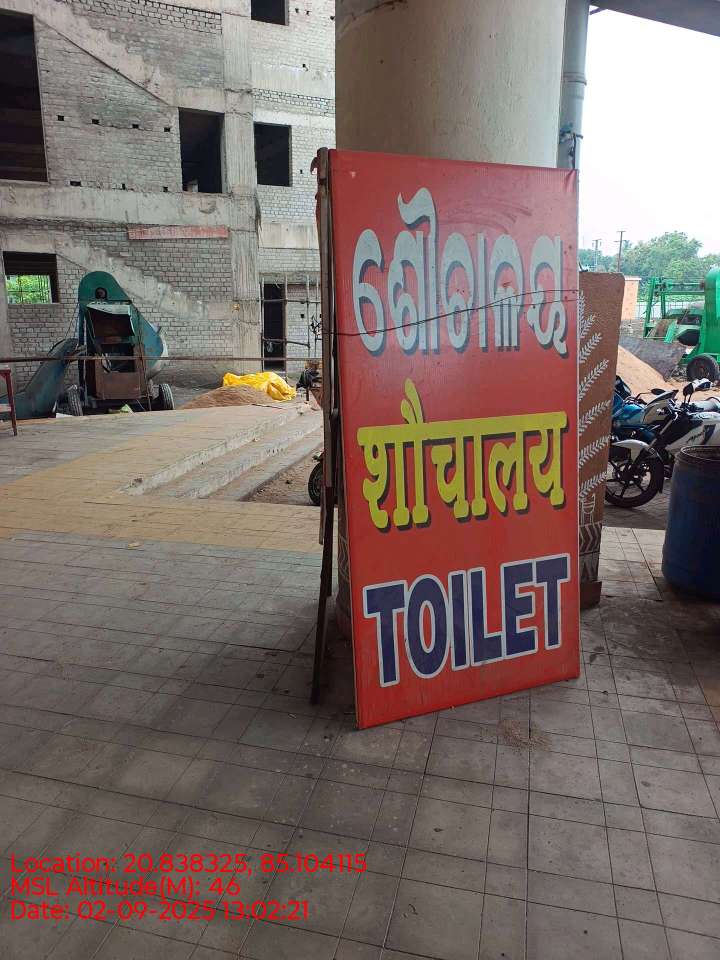 ଶୌଚାଳୟ
शौचालय
TOILET
Location: 20.838325, 85.104115
MSL Altitude(M): 46
Date: 02-09-2025 13:02:21